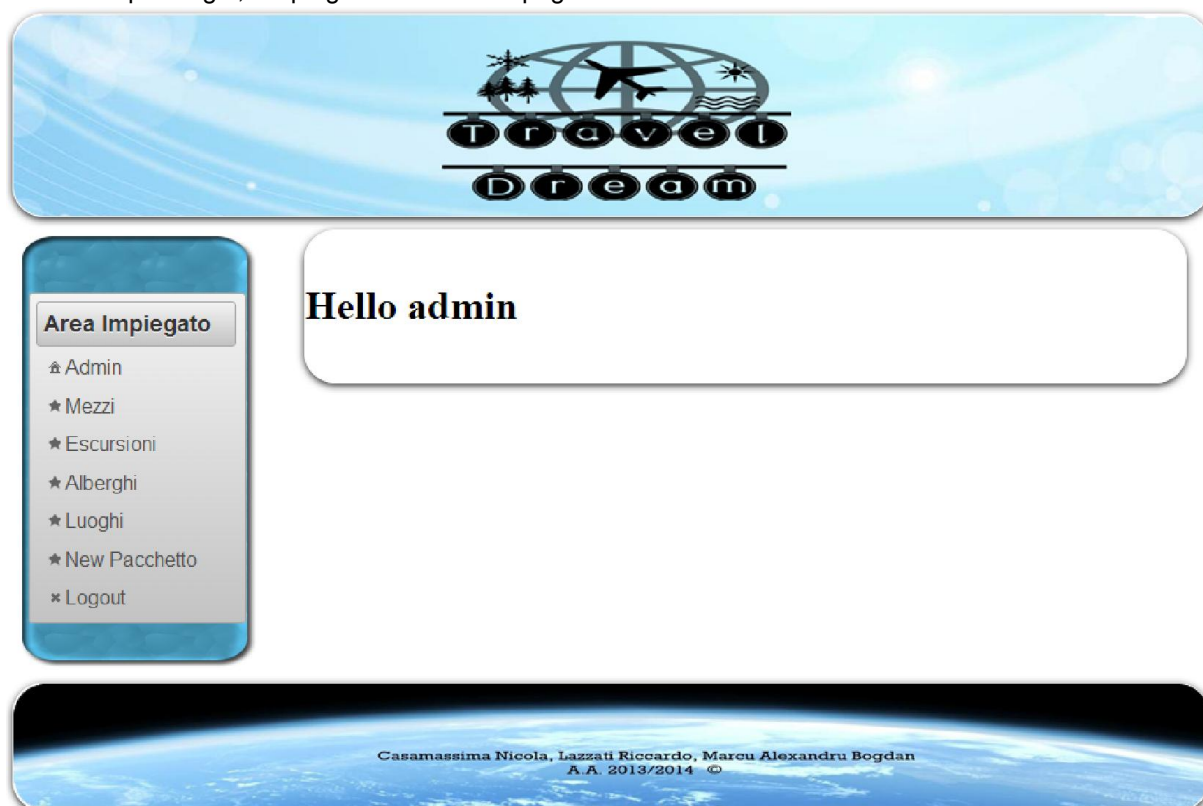 Travel
Dream
Area Impiegato
Admin
Mezzi
Escursioni
Alberghi
Luoghi
New Pacchetto
Logout
Hello admin
Casamassima Nicola, Lazzati Riccardo, Marcu Alexandru Bogdan
A.A. 2013/2014 ©